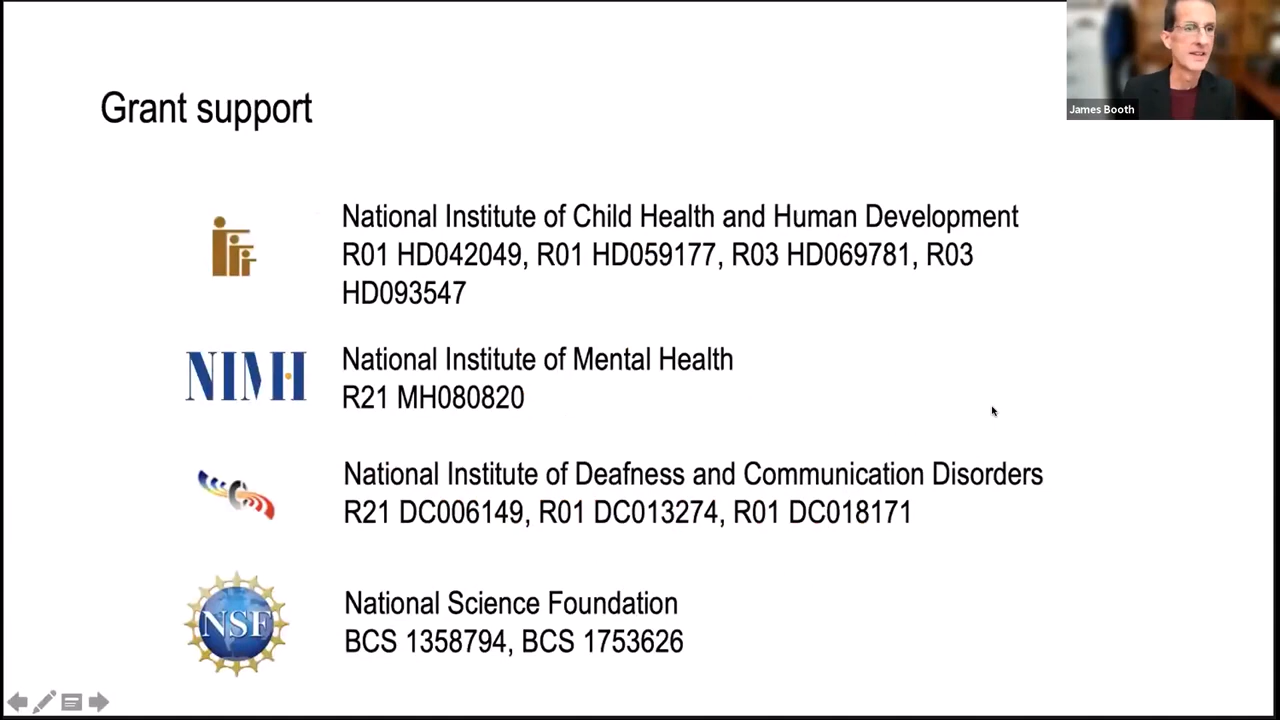 James Booth
Grant support
National Institute of Child Health and Human Development
R01 HD042049, R01 HD059177, R03 HD069781, R03
HD093547
NIMH
National Institute of Mental Health
R21 MH080820
National Institute of Deafness and Communication Disorders
R21 DC006149, R01 DC013274, R01 DC018171
NSF
National Science Foundation
BCS 1358794, BCS 1753626